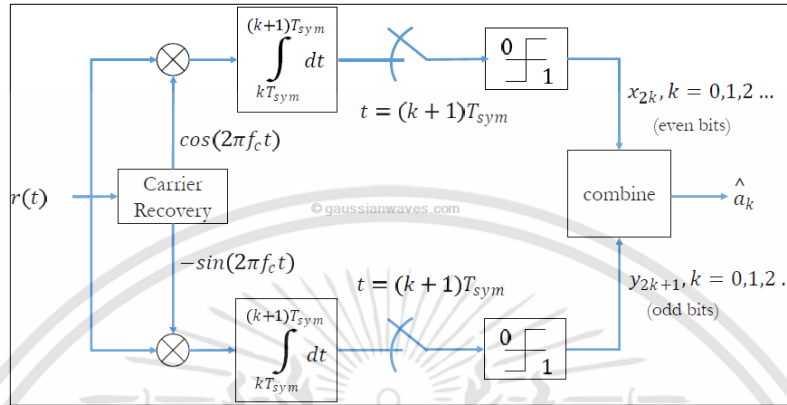 (k+1)T_sym
∫ dt
kT_sym
0
1
t = (k + 1)T_sym
x_2k, k = 0,1,2 ...
(even bits)
cos(2πf_c t)
r(t)
Carrier
Recovery
© gaussianwaves.com
combine
â_k
−sin(2πf_c t)
t = (k + 1)T_sym
y_2k+1, k = 0,1,2 ..
(odd bits)
(k+1)T_sym
∫ dt
kT_sym
0
1